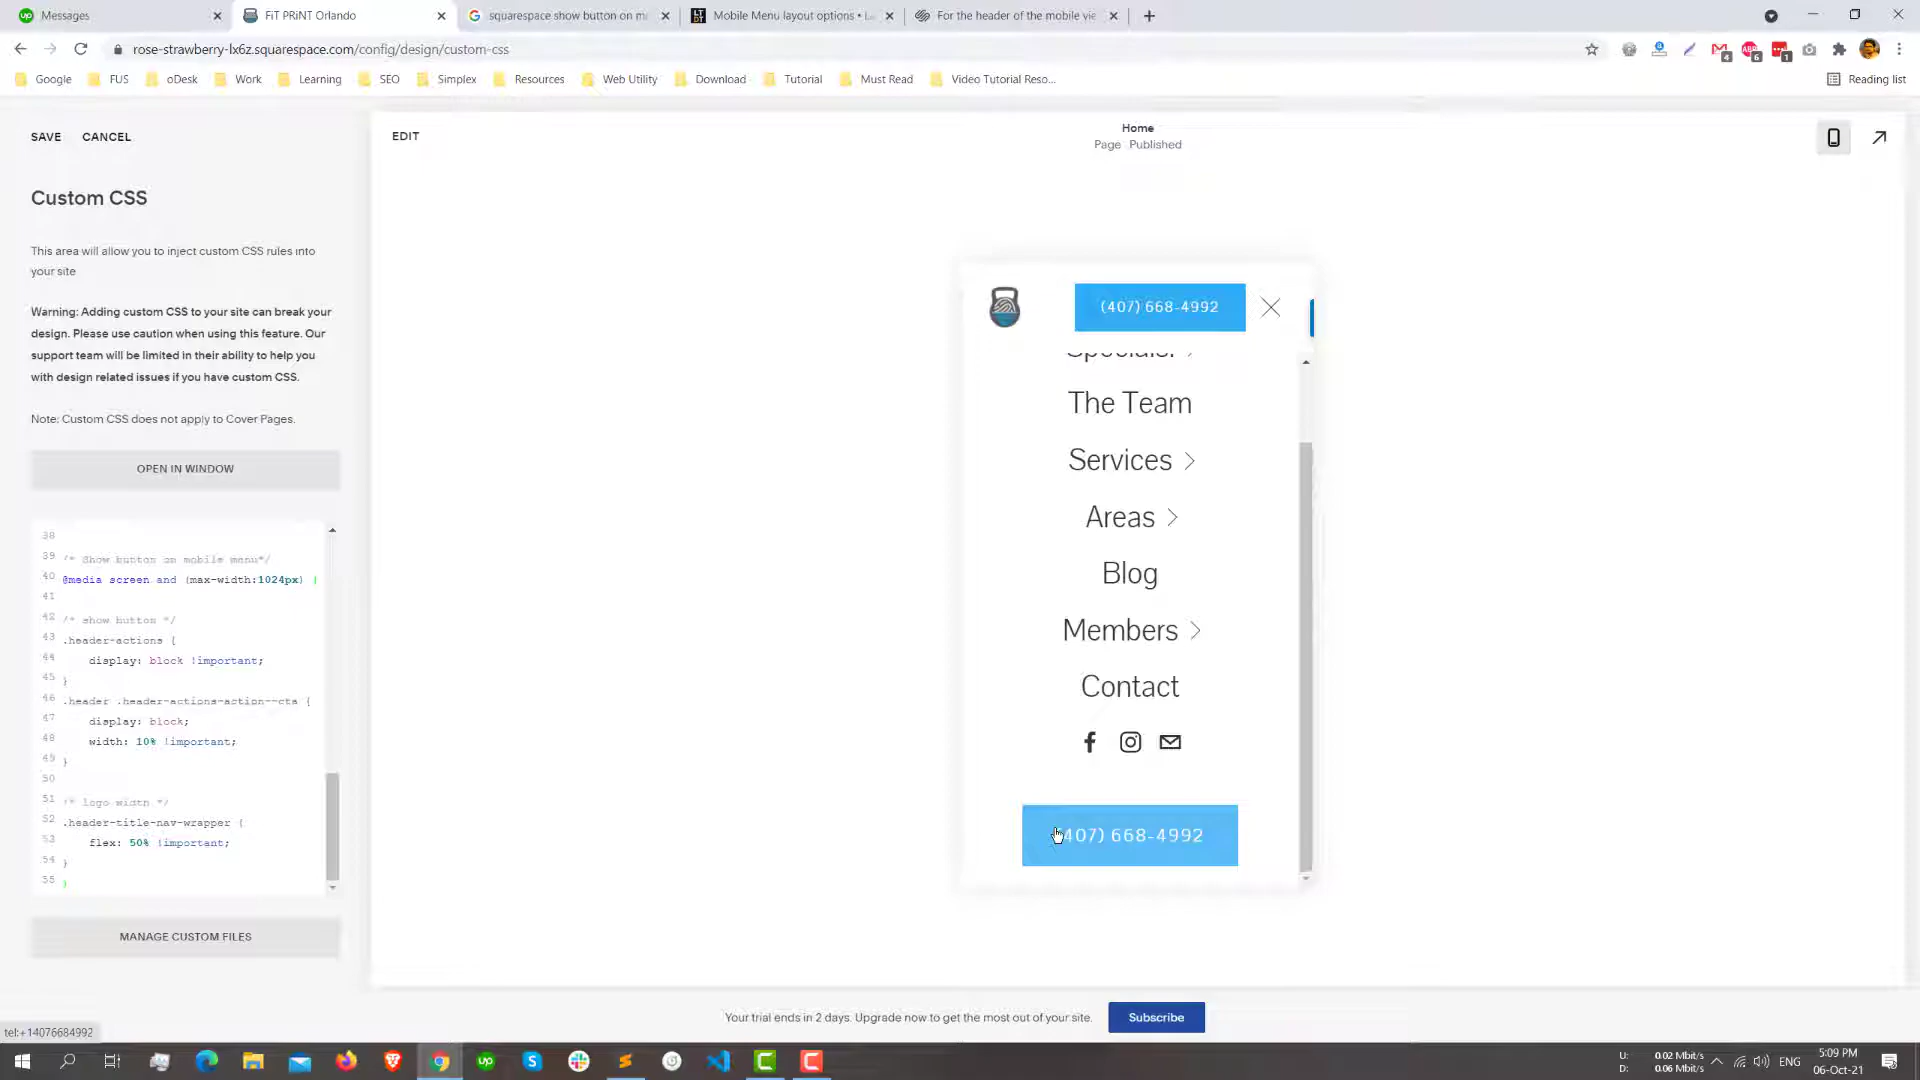 Messages
FiT PRiNT Orlando
squarespace show button on m
Mobile Menu layout options • L
For the header of the mobile vie
rose-strawberry-lx6z.squarespace.com/config/design/custom-css
4
6
1
Google
FUS
oDesk
Work
Learning
SEO
Simplex
Resources
Web Utility
Download
Tutorial
Must Read
Video Tutorial Reso...
Reading list
SAVE
CANCEL
EDIT
Home
Page Published
Custom CSS
This area will allow you to inject custom CSS rules into
your site
Warning: Adding custom CSS to your site can break your
design. Please use caution when using this feature. Our
support team will be limited in their ability to help you
with design related issues if you have custom CSS.
Note: Custom CSS does not apply to Cover Pages.
OPEN IN WINDOW
38
39 /* Show button on mobile menu*/
40 @media screen and (max-width:1024px) {
41
42 /* show button */
43 .header-actions {
44 display: block !important;
45 }
46 .header .header-actions-action--cta {
47 display: block;
48 width: 10% !important;
49 }
50
51 /* logo width */
52 .header-title-nav-wrapper {
53 flex: 50% !important;
54 }
55 }
MANAGE CUSTOM FILES
(407) 668-4992
Specials!
The Team
Services
Areas
Blog
Members
Contact
407) 668-4992
Your trial ends in 2 days. Upgrade now to get the most out of your site.
Subscribe
tel:+14076684992
U: 0.02 Mbit/s
D: 0.06 Mbit/s
ENG
5:09 PM
06-Oct-21